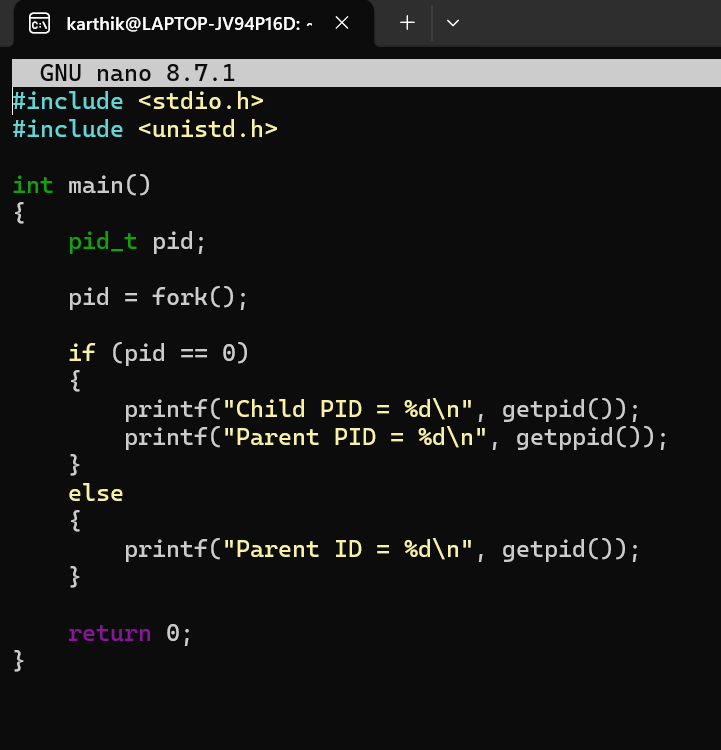 karthik@LAPTOP-JV94P16D: ~
GNU nano 8.7.1
#include <stdio.h>
#include <unistd.h>

int main()
{
    pid_t pid;

    pid = fork();

    if (pid == 0)
    {
        printf("Child PID = %d\n", getpid());
        printf("Parent PID = %d\n", getppid());
    }
    else
    {
        printf("Parent ID = %d\n", getpid());
    }

    return 0;
}